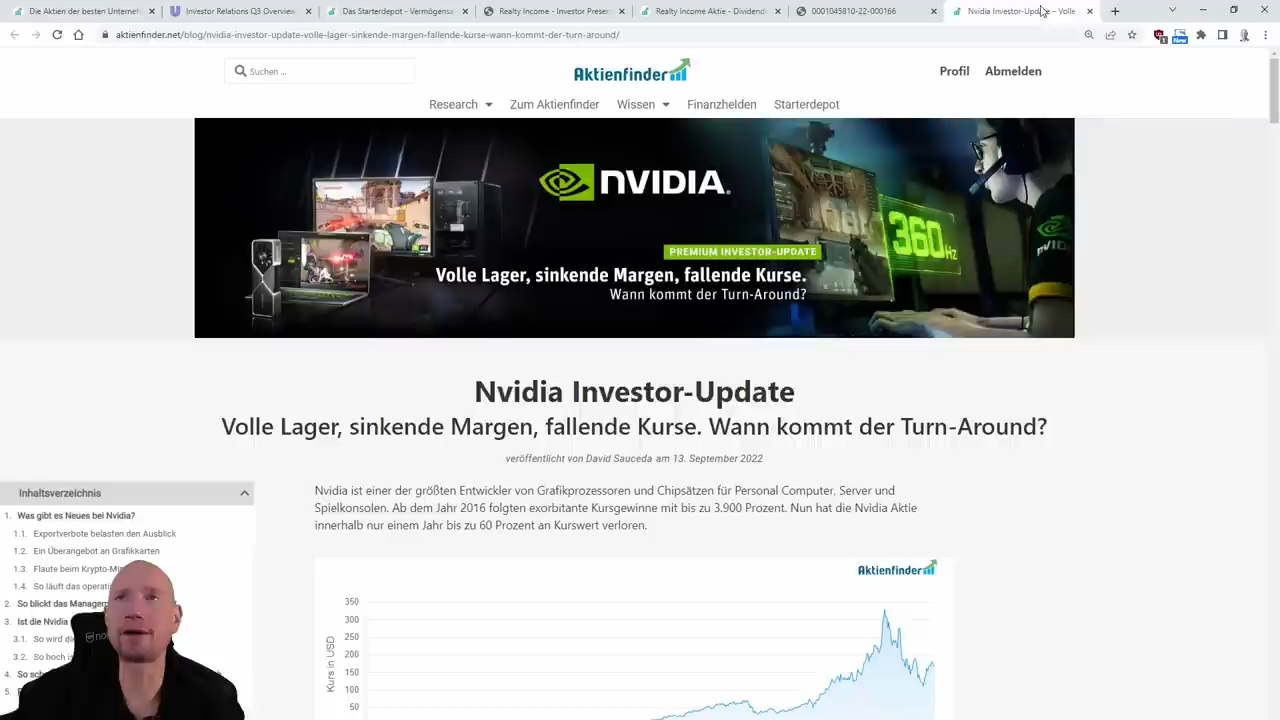 Die Aktien der besten Unterneh
Investor Relations Q3 Overview
Das Starterdepot – Vermögense
Realty Income - Investor Presen
Realty Income Aktie - Dividend
0001045810-22-000166
Nvidia Investor-Update – Volle
aktienfinder.net/blog/nvidia-investor-update-volle-lager-sinkende-margen-fallende-kurse-wann-kommt-der-turn-around/
New
Suchen ...
Aktienfinder
Profil
Abmelden
Research
Zum Aktienfinder
Wissen
Finanzhelden
Starterdepot
NVIDIA.
360Hz
PREMIUM INVESTOR-UPDATE
Volle Lager, sinkende Margen, fallende Kurse.
Wann kommt der Turn-Around?
Nvidia Investor-Update
Volle Lager, sinkende Margen, fallende Kurse. Wann kommt der Turn-Around?
veröffentlicht von David Sauceda am 13. September 2022
Nvidia ist einer der größten Entwickler von Grafikprozessoren und Chipsätzen für Personal Computer, Server und
Spielkonsolen. Ab dem Jahr 2016 folgten exorbitante Kursgewinne mit bis zu 3.900 Prozent. Nun hat die Nvidia Aktie
innerhalb nur einem Jahr bis zu 60 Prozent an Kurswert verloren.
Inhaltsverzeichnis
1. Was gibt es Neues bei Nvidia?
1.1. Exportverbote belasten den Ausblick
1.2. Ein Überangebot an Grafikkarten
1.3. Flaute beim Krypto-Mi
1.4. So läuft das operati
2. So blickt das Managem
3. Ist die Nvidia
3.1. So wird di
3.2. So hoch is
4. So sch
5.
Aktienfinder
Kurs in USD
350
300
250
200
150
100
50